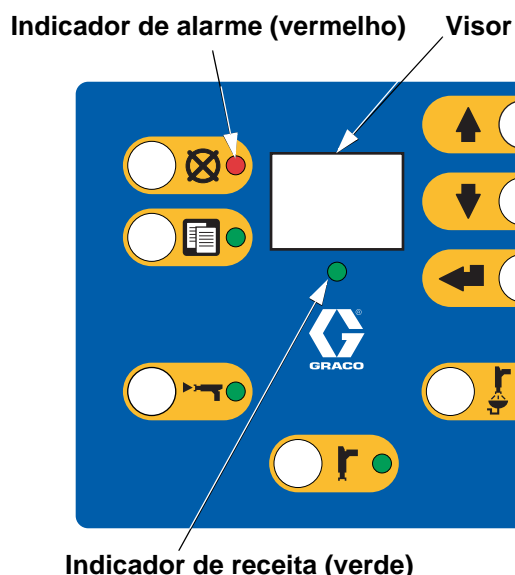 Indicador de alarme (vermelho) Visor
GRACO
Indicador de receita (verde)